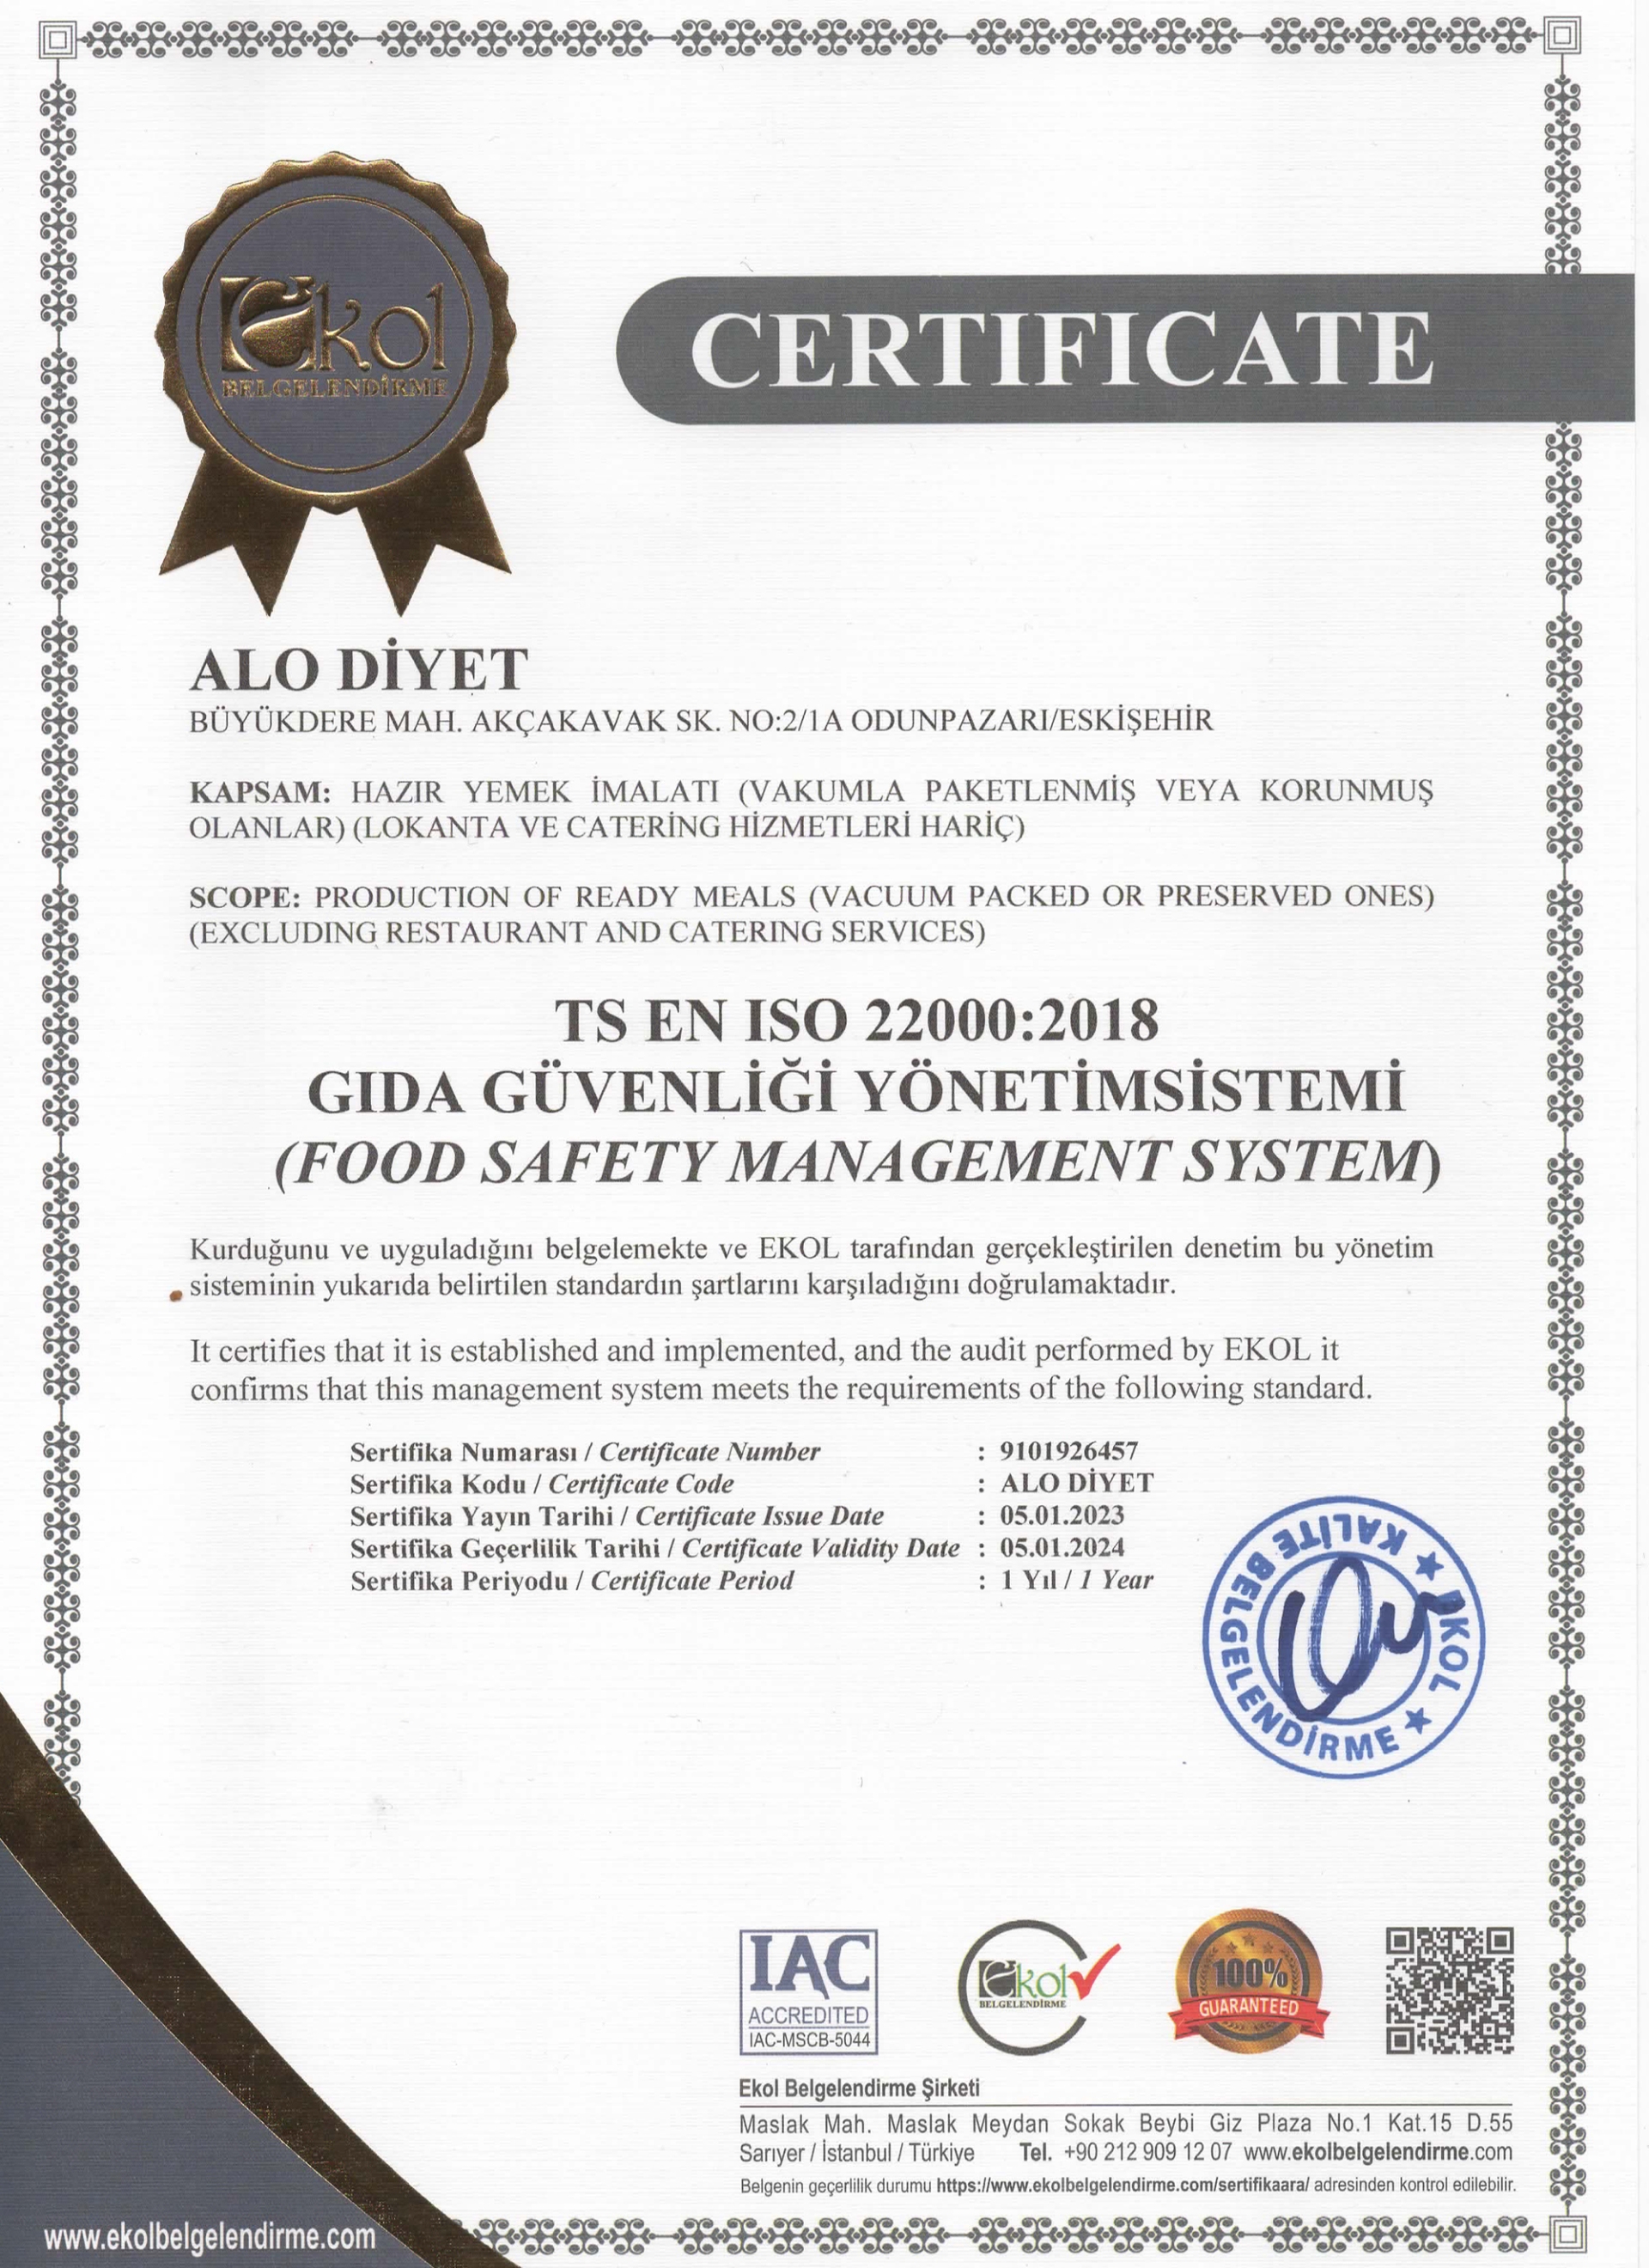 Ekol
BELGELENDİRME
CERTIFICATE
ALO DİYET
BÜYÜKDERE MAH. AKÇAKAVAK SK. NO:2/1A ODUNPAZARI/ESKİŞEHİR
KAPSAM: HAZIR YEMEK İMALATI (VAKUMLA PAKETLENMİŞ VEYA KORUNMUŞ
OLANLAR) (LOKANTA VE CATERİNG HİZMETLERİ HARİÇ)
SCOPE: PRODUCTION OF READY MEALS (VACUUM PACKED OR PRESERVED ONES)
(EXCLUDING RESTAURANT AND CATERING SERVICES)
TS EN ISO 22000:2018
GIDA GÜVENLİĞİ YÖNETİMSİSTEMİ
(FOOD SAFETY MANAGEMENT SYSTEM)
Kurduğunu ve uyguladığını belgelemekte ve EKOL tarafından gerçekleştirilen denetim bu yönetim
sisteminin yukarıda belirtilen standardın şartlarını karşıladığını doğrulamaktadır.
It certifies that it is established and implemented, and the audit performed by EKOL it
confirms that this management system meets the requirements of the following standard.
Sertifika Numarası / Certificate Number : 9101926457
Sertifika Kodu / Certificate Code : ALO DİYET
Sertifika Yayın Tarihi / Certificate Issue Date : 05.01.2023
Sertifika Geçerlilik Tarihi / Certificate Validity Date : 05.01.2024
Sertifika Periyodu / Certificate Period : 1 Yıl / 1 Year
EKOL ★ KALİTE BELGELENDİRME ★
IAC
ACCREDITED
IAC-MSCB-5044
Ekol
BELGELENDİRME
100%
GUARANTEED
Ekol Belgelendirme Şirketi
Maslak Mah. Maslak Meydan Sokak Beybi Giz Plaza No.1 Kat.15 D.55
Sarıyer / İstanbul / Türkiye Tel. +90 212 909 12 07 www.ekolbelgelendirme.com
Belgenin geçerlilik durumu https://www.ekolbelgelendirme.com/sertifikaara/ adresinden kontrol edilebilir.
www.ekolbelgelendirme.com